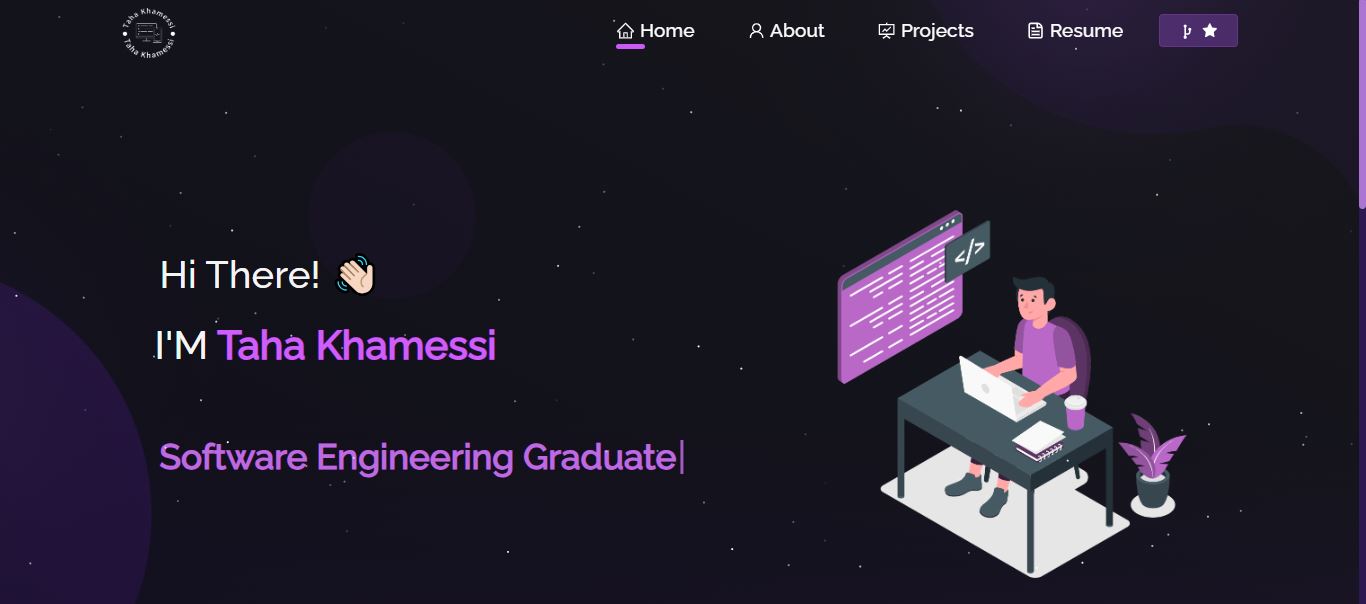 Taha Khamessi
Taha Khamessi
Home
About
Projects
Resume
Hi There!
I'M Taha Khamessi
Software Engineering Graduate|
</>